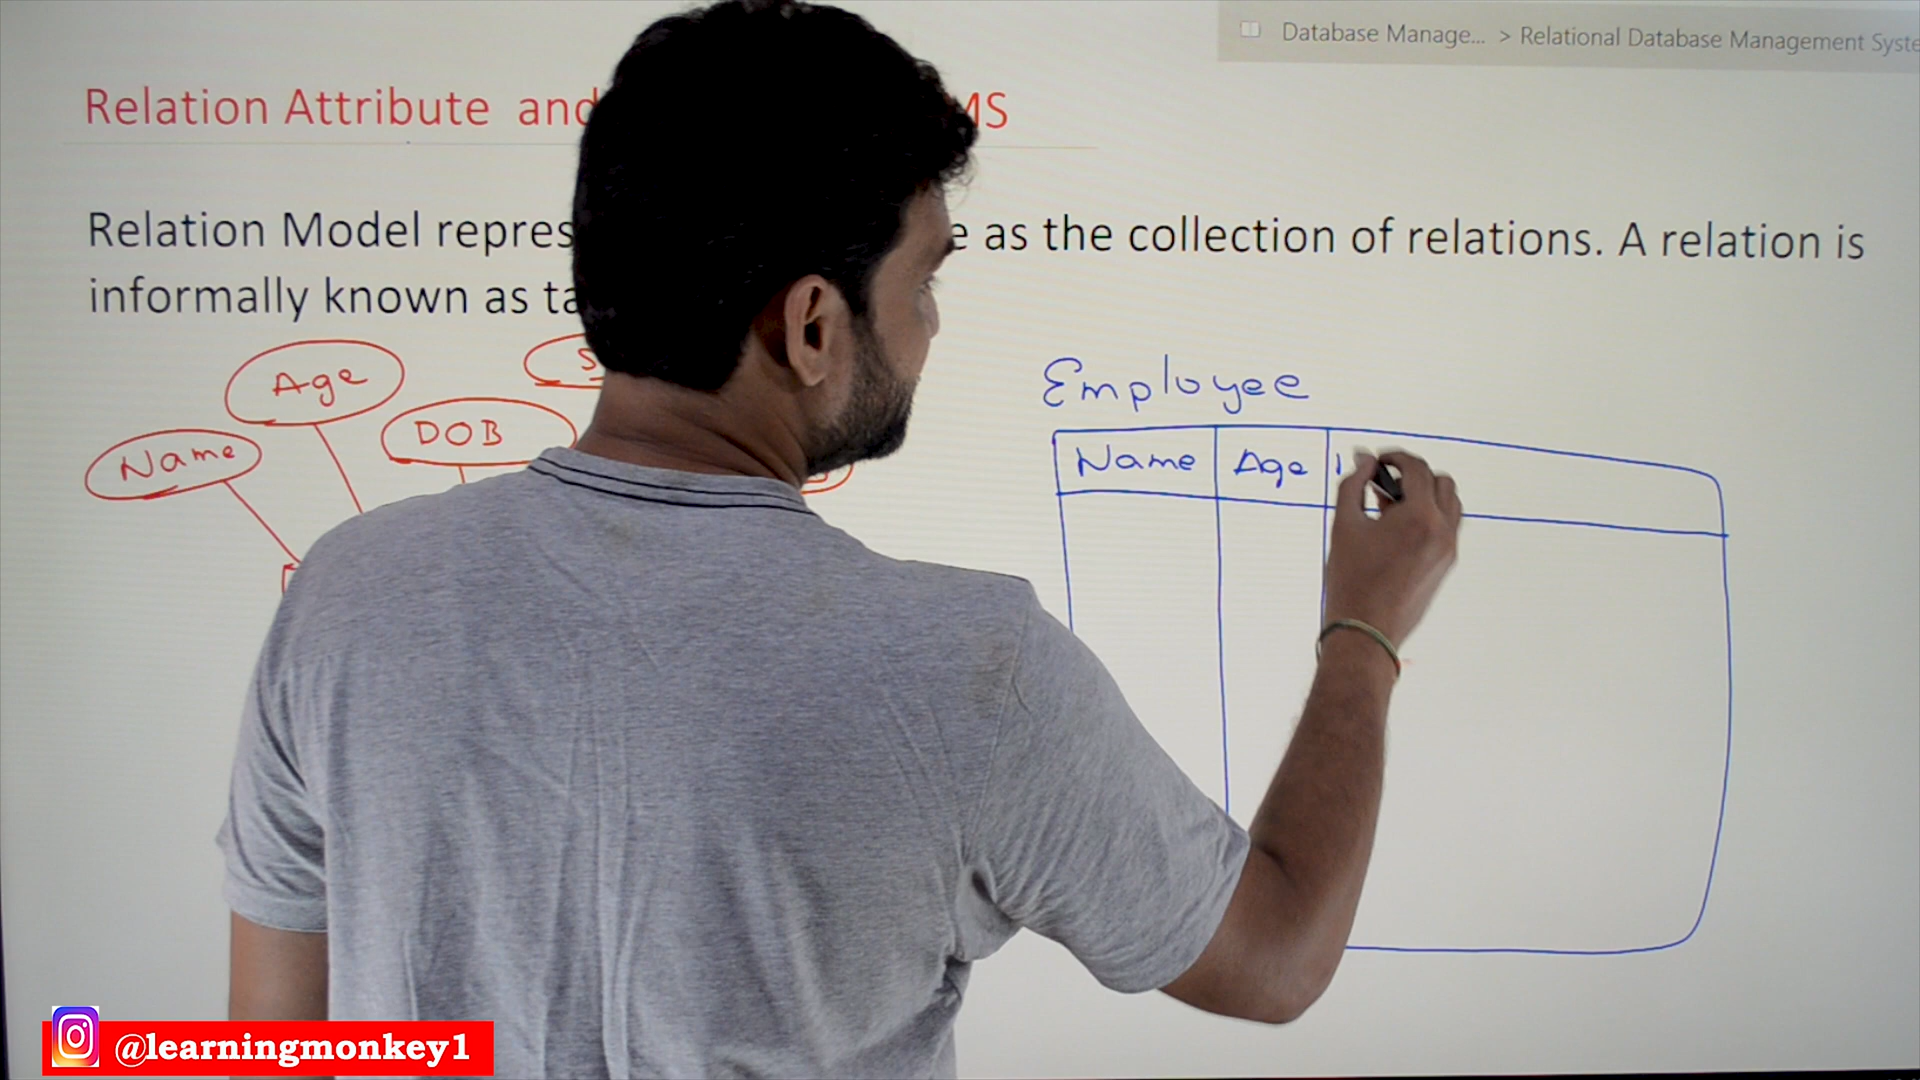 Database Manage... > Relational Database Management Syste
Relation Attribute and MS
Relation Model repres e as the collection of relations. A relation is
informally known as ta
Age
S
DOB
Name
Employee
Name Age
@learningmonkey1